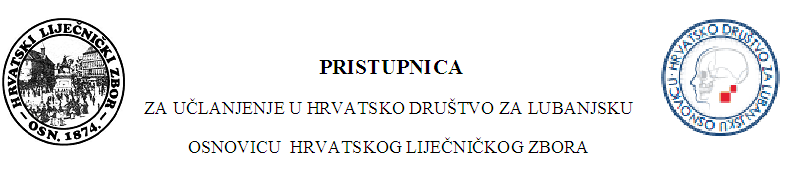 HRVATSKI LIJEČNIČKI ZBOR
– OSN. 1874. –
PRISTUPNICA
ZA UČLANJENJE U HRVATSKO DRUŠTVO ZA LUBANJSKU
OSNOVICU HRVATSKOG LIJEČNIČKOG ZBORA
HRVATSKO DRUŠTVO ZA LUBANJSKU OSNOVICU